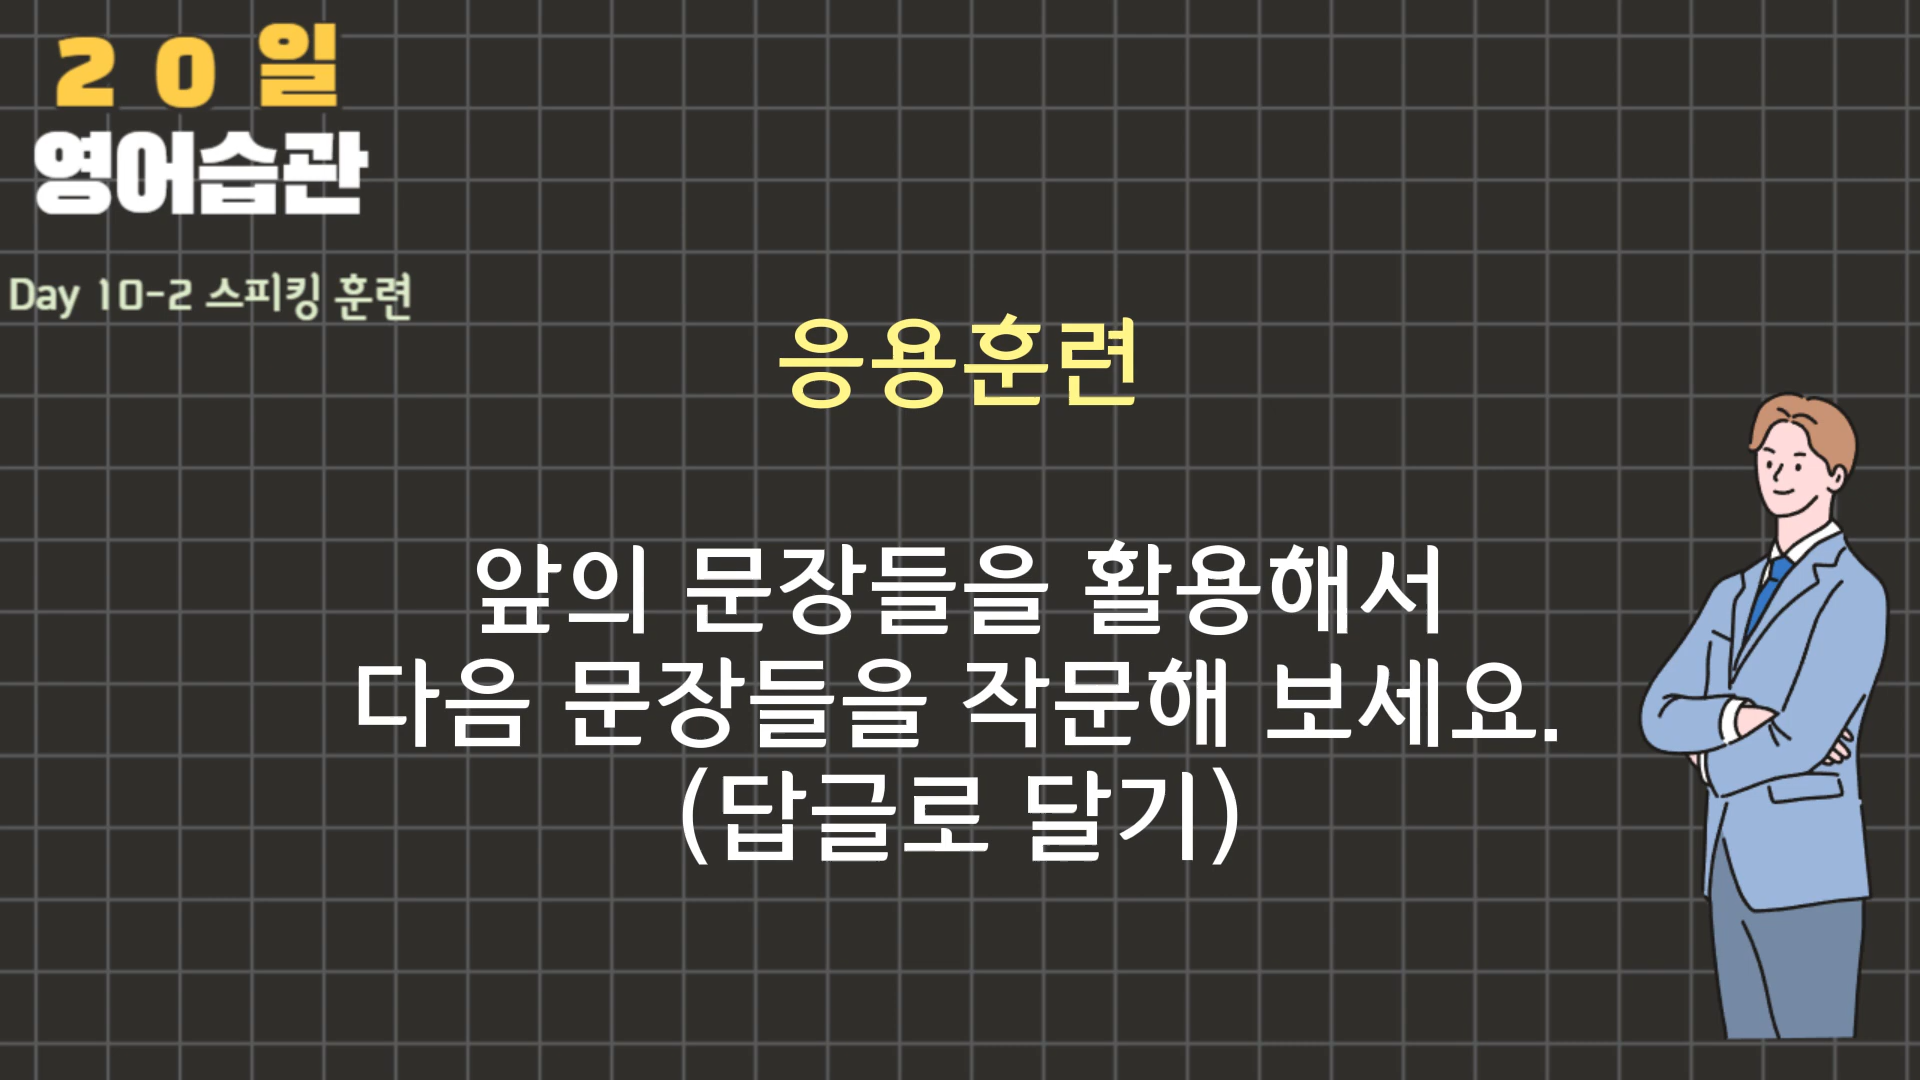 20일
영어습관
Day 10-2 스피킹 훈련
응용훈련
앞의 문장들을 활용해서
다음 문장들을 작문해 보세요.
(답글로 달기)